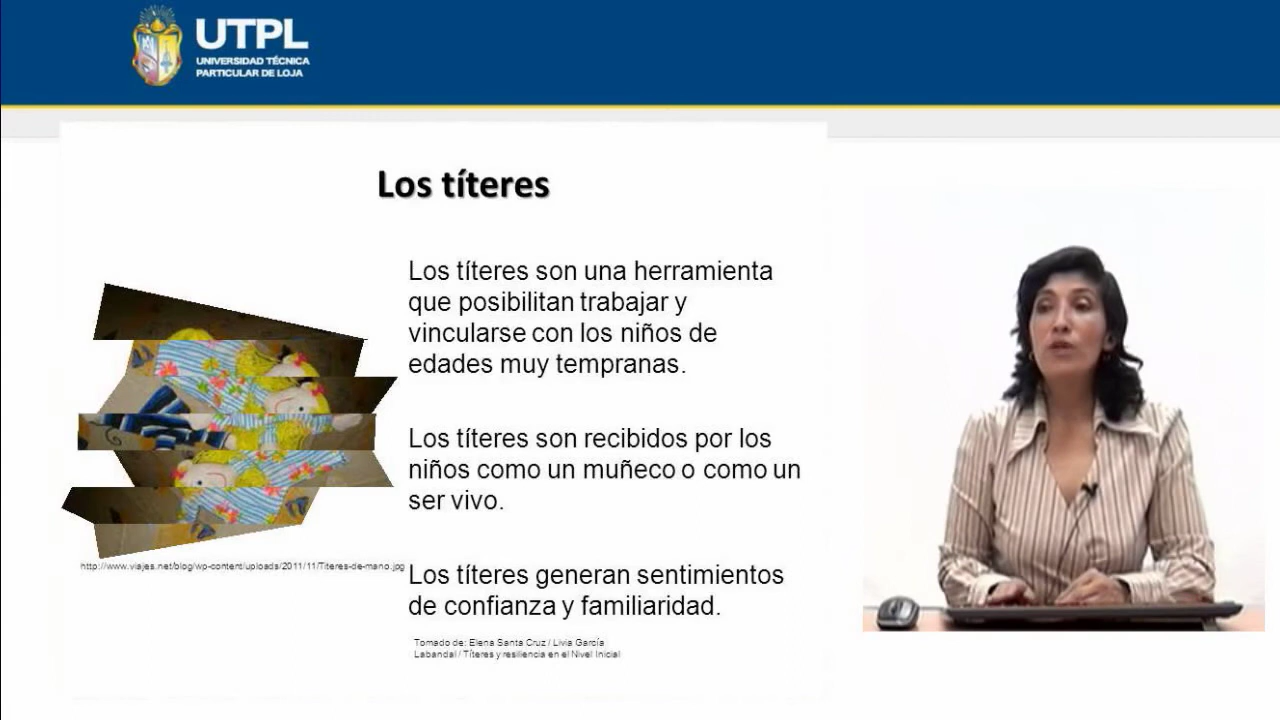 UTPL
UNIVERSIDAD TÉCNICA
PARTICULAR DE LOJA
Los títeres
Los títeres son una herramienta
que posibilitan trabajar y
vincularse con los niños de
edades muy tempranas.
Los títeres son recibidos por los
niños como un muñeco o como un
ser vivo.
http://www.viajes.net/blog/wp-content/uploads/2011/11/Titeres-de-mano.jpg
Los títeres generan sentimientos
de confianza y familiaridad.
Tomado de: Elena Santa Cruz / Livia García
Labandal / Títeres y resiliencia en el Nivel Inicial